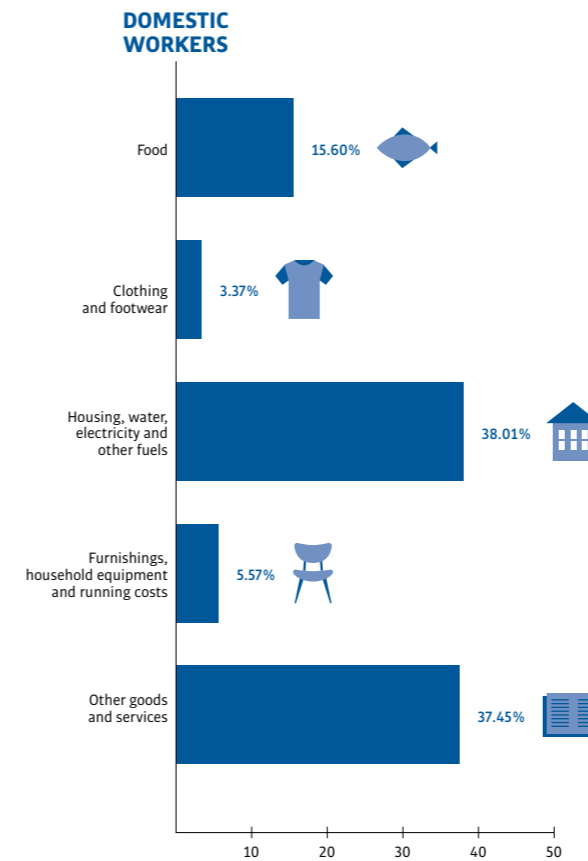 DOMESTIC
WORKERS
Food
15.60%
Clothing
and footwear
3.37%
Housing, water,
electricity and
other fuels
38.01%
Furnishings,
household equipment
and running costs
5.57%
Other goods
and services
37.45%
10 20 30 40 50